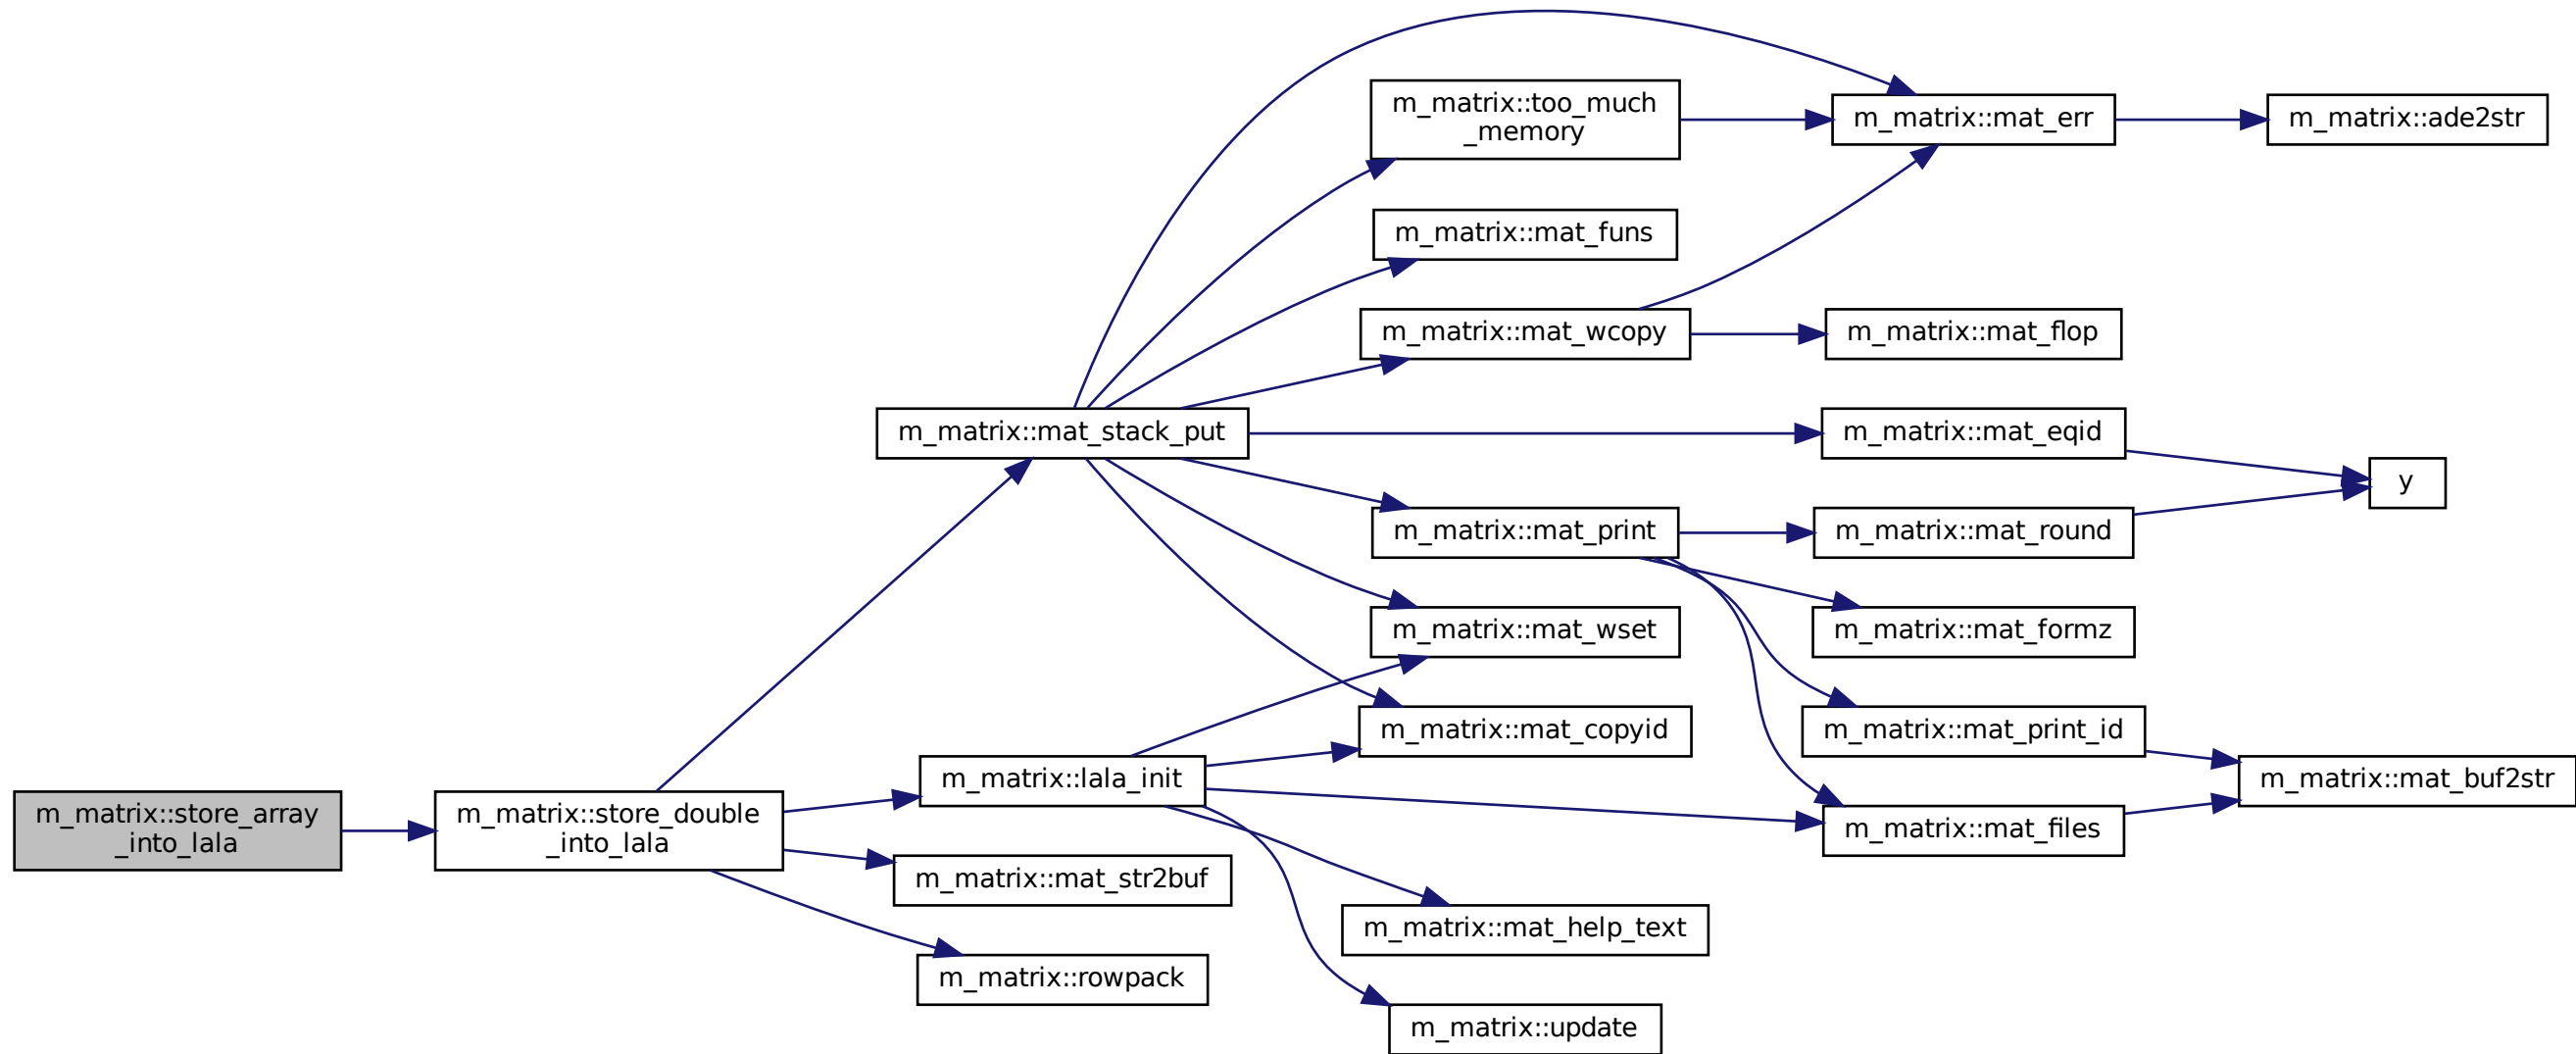 m_matrix::store_array
_into_lala
m_matrix::store_double
_into_lala
m_matrix::mat_stack_put
m_matrix::lala_init
m_matrix::mat_str2buf
m_matrix::rowpack
m_matrix::too_much
_memory
m_matrix::mat_funs
m_matrix::mat_wcopy
m_matrix::mat_print
m_matrix::mat_wset
m_matrix::mat_copyid
m_matrix::mat_help_text
m_matrix::update
m_matrix::mat_err
m_matrix::mat_flop
m_matrix::mat_eqid
m_matrix::mat_round
m_matrix::mat_formz
m_matrix::mat_print_id
m_matrix::mat_files
m_matrix::ade2str
y
m_matrix::mat_buf2str